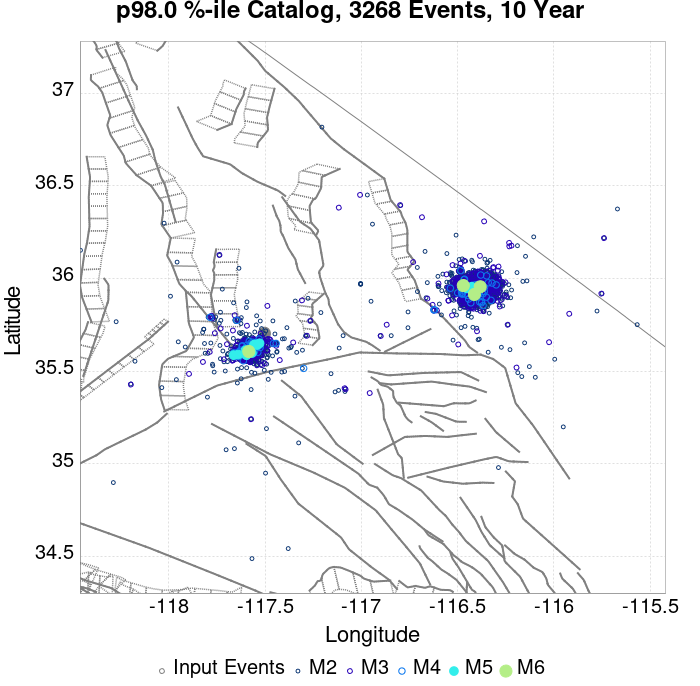 p98.0 %-ile Catalog, 3268 Events, 10 Year
Latitude
37
36.5
36
35.5
35
34.5
-118 -117.5 -117 -116.5 -116 -115.5
Longitude
Input Events M2 M3 M4 M5 M6